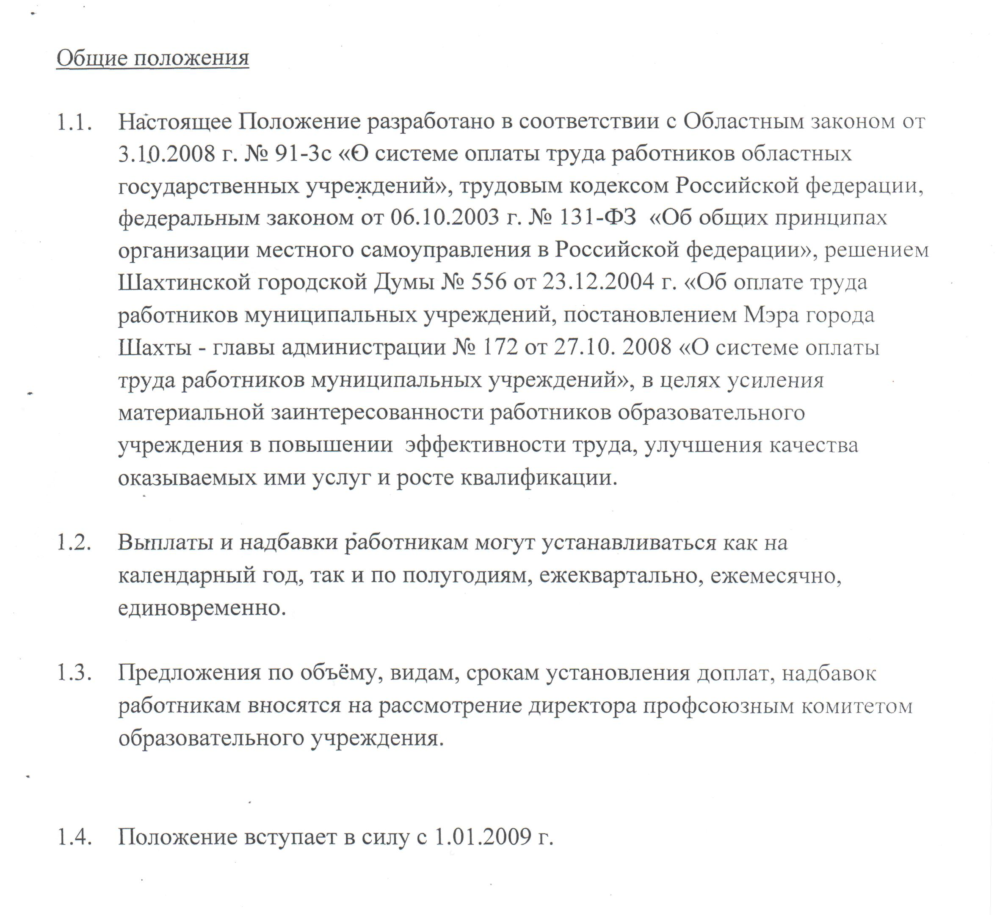 Общие положения
1.1. Настоящее Положение разработано в соответствии с Областным законом от
3.10.2008 г. № 91-Зс «О системе оплаты труда работников областных
государственных учреждений», трудовым кодексом Российской федерации,
федеральным законом от 06.10.2003 г. № 131-ФЗ «Об общих принципах
организации местного самоуправления в Российской федерации», решением
Шахтинской городской Думы № 556 от 23.12.2004 г. «Об оплате труда
работников муниципальных учреждений, постановлением Мэра города
Шахты - главы администрации № 172 от 27.10. 2008 «О системе оплаты
труда работников муниципальных учреждений», в целях усиления
материальной заинтересованности работников образовательного
учреждения в повышении эффективности труда, улучшения качества
оказываемых ими услуг и росте квалификации.
1.2. Выплаты и надбавки работникам могут устанавливаться как на
календарный год, так и по полугодиям, ежеквартально, ежемесячно,
единовременно.
1.3. Предложения по объёму, видам, срокам установления доплат, надбавок
работникам вносятся на рассмотрение директора профсоюзным комитетом
образовательного учреждения.
1.4. Положение вступает в силу с 1.01.2009 г.